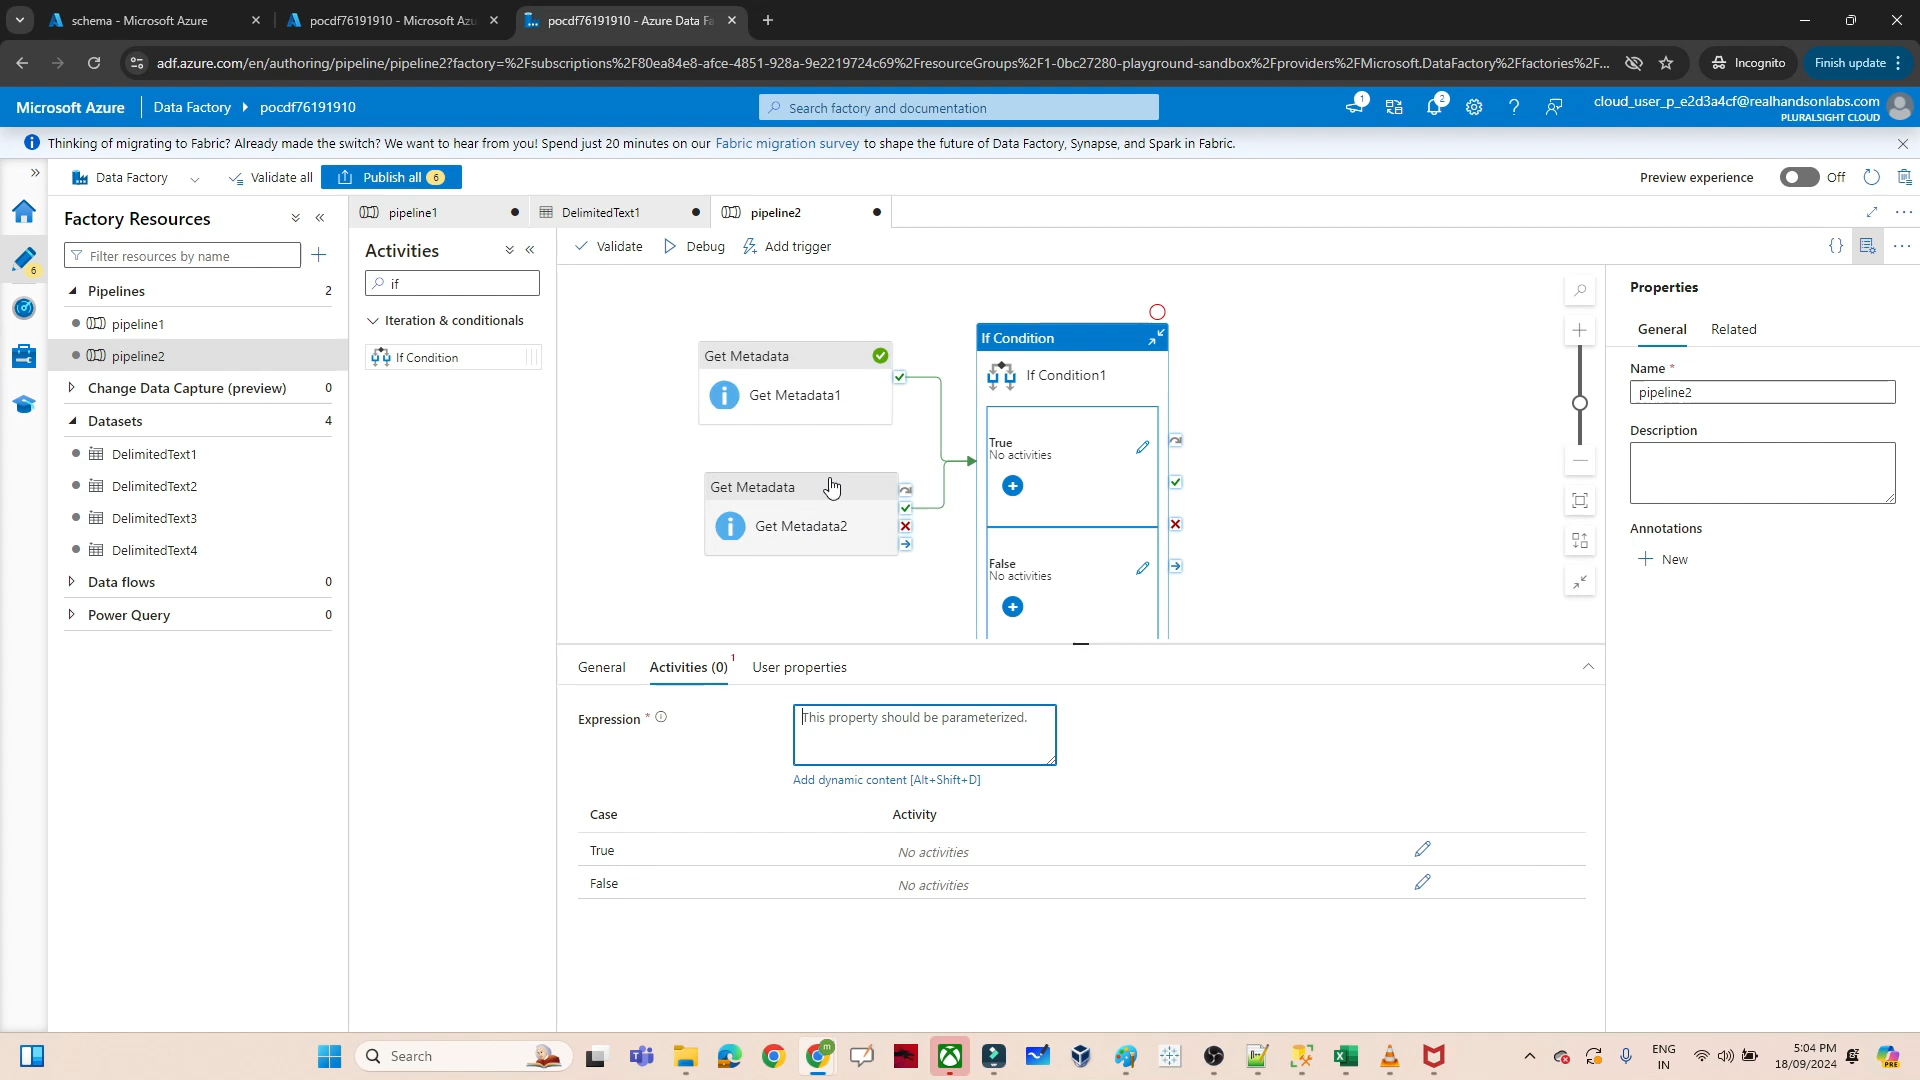 schema - Microsoft Azure
pocdf76191910 - Microsoft Azu
pocdf76191910 - Azure Data Fa
adf.azure.com/en/authoring/pipeline/pipeline2?factory=%2Fsubscriptions%2F80ea84e8-afce-4851-928a-9e2219724c69%2FresourceGroups%2F1-0bc27280-playground-sandbox%2Fproviders%2FMicrosoft.DataFactory%2Ffactories%2F...
Incognito
Finish update
Microsoft Azure
Data Factory
pocdf76191910
Search factory and documentation
1
2
cloud_user_p_e2d3a4cf@realhandsonlabs.com
PLURALSIGHT CLOUD
Thinking of migrating to Fabric? Already made the switch? We want to hear from you! Spend just 20 minutes on our Fabric migration survey to shape the future of Data Factory, Synapse, and Spark in Fabric.
Data Factory
Validate all
Publish all 6
Preview experience
Off
Factory Resources
pipeline1
DelimitedText1
pipeline2
Filter resources by name
6
Activities
Validate
Debug
Add trigger
if
Pipelines 2
pipeline1
pipeline2
Change Data Capture (preview) 0
Datasets 4
DelimitedText1
DelimitedText2
DelimitedText3
DelimitedText4
Data flows 0
Power Query 0
Iteration & conditionals
If Condition
Get Metadata
Get Metadata1
Get Metadata
Get Metadata2
If Condition
If Condition1
True
No activities
False
No activities
Properties
General
Related
Name *
pipeline2
Description
Annotations
New
General
Activities (0) 1
User properties
Expression *
This property should be parameterized.
Add dynamic content [Alt+Shift+D]
Case
Activity
True
No activities
False
No activities
Search
ENG
IN
5:04 PM
18/09/2024
PRE